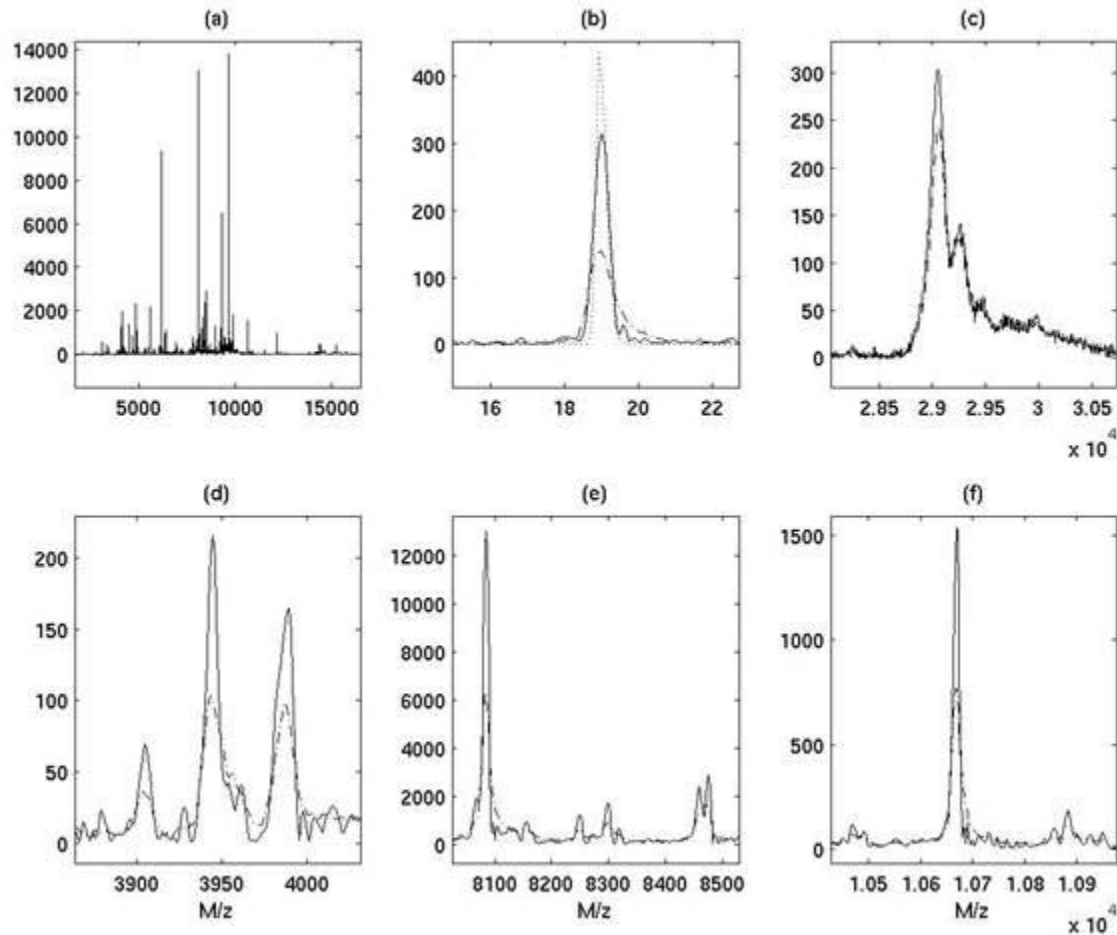 (a)
(b)
(c)
14000
12000
10000
8000
6000
4000
2000
0
5000 10000 15000
400
300
200
100
0
16 18 20 22
300
250
200
150
100
50
0
2.85 2.9 2.95 3 3.05
x 10^4
(d)
(e)
(f)
200
150
100
50
0
3900 3950 4000
M/z
12000
10000
8000
6000
4000
2000
0
8100 8200 8300 8400 8500
M/z
1500
1000
500
0
1.05 1.06 1.07 1.08 1.09
M/z
x 10^4